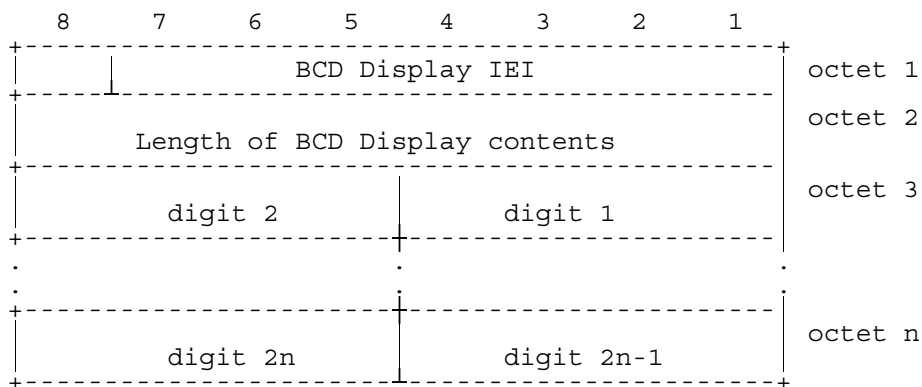 8 7 6 5 4 3 2 1
BCD Display IEI octet 1
octet 2
Length of BCD Display contents
octet 3
digit 2 digit 1
octet n
digit 2n digit 2n-1